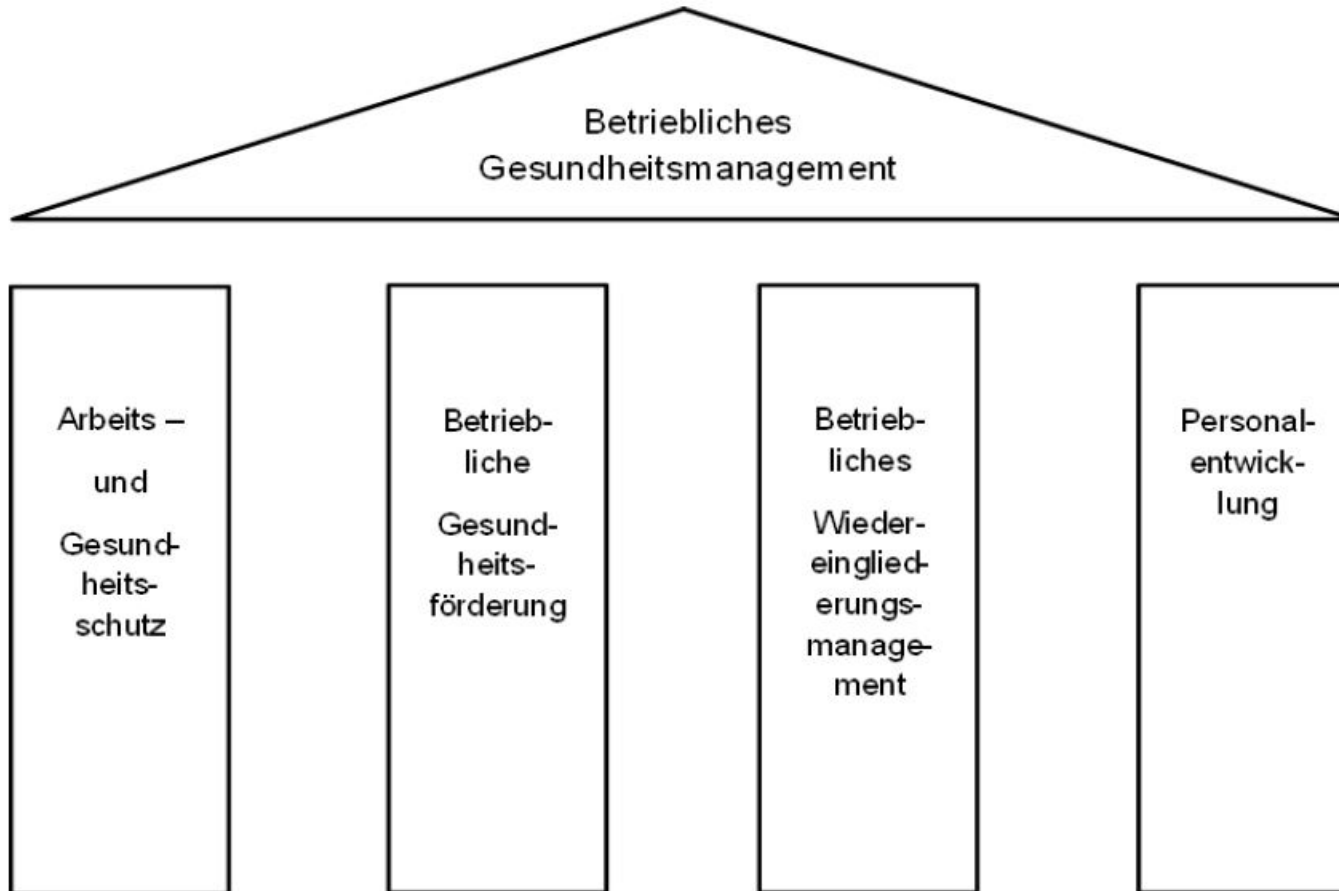 Betriebliches
Gesundheitsmanagement
Arbeits –
und
Gesund-
heits-
schutz
Betrieb-
liche
Gesund-
heits-
förderung
Betrieb-
liches
Wieder-
einglied-
erungs-
manage-
ment
Personal-
entwick-
lung